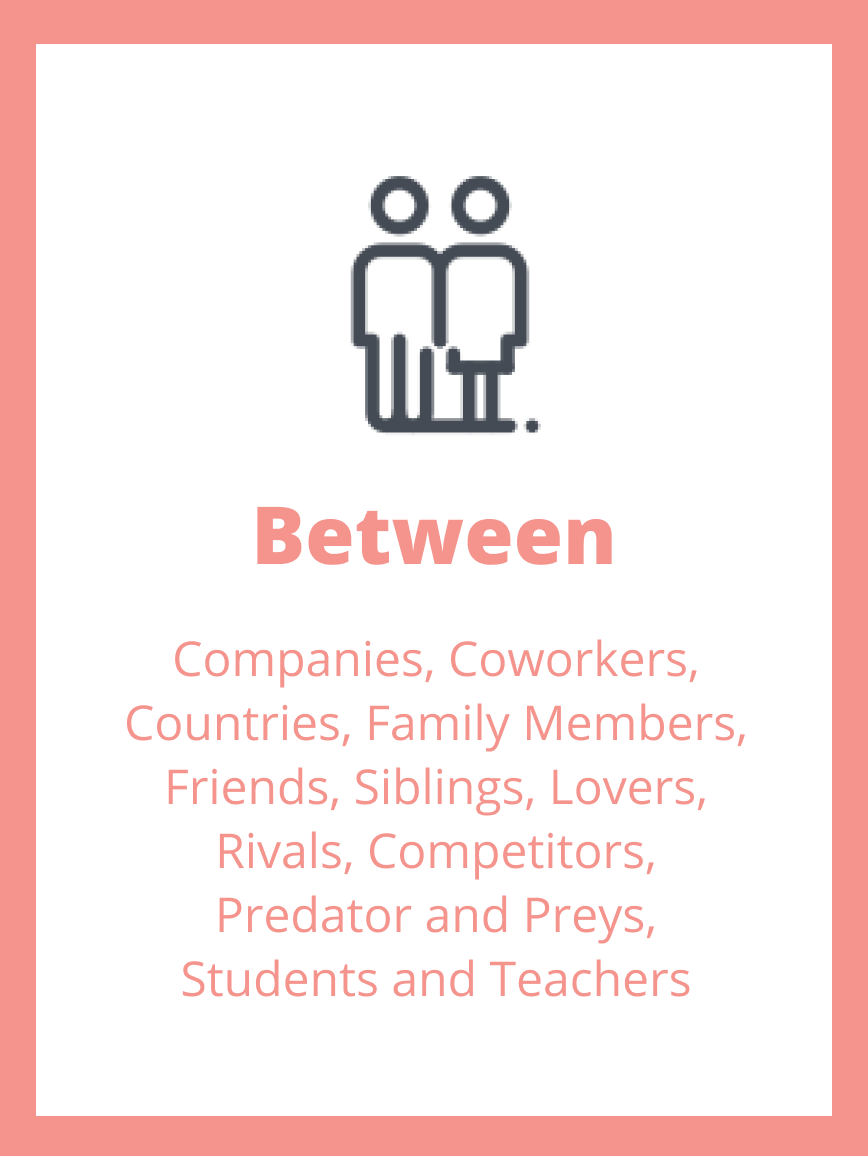 Between
Companies, Coworkers,
Countries, Family Members,
Friends, Siblings, Lovers,
Rivals, Competitors,
Predator and Preys,
Students and Teachers